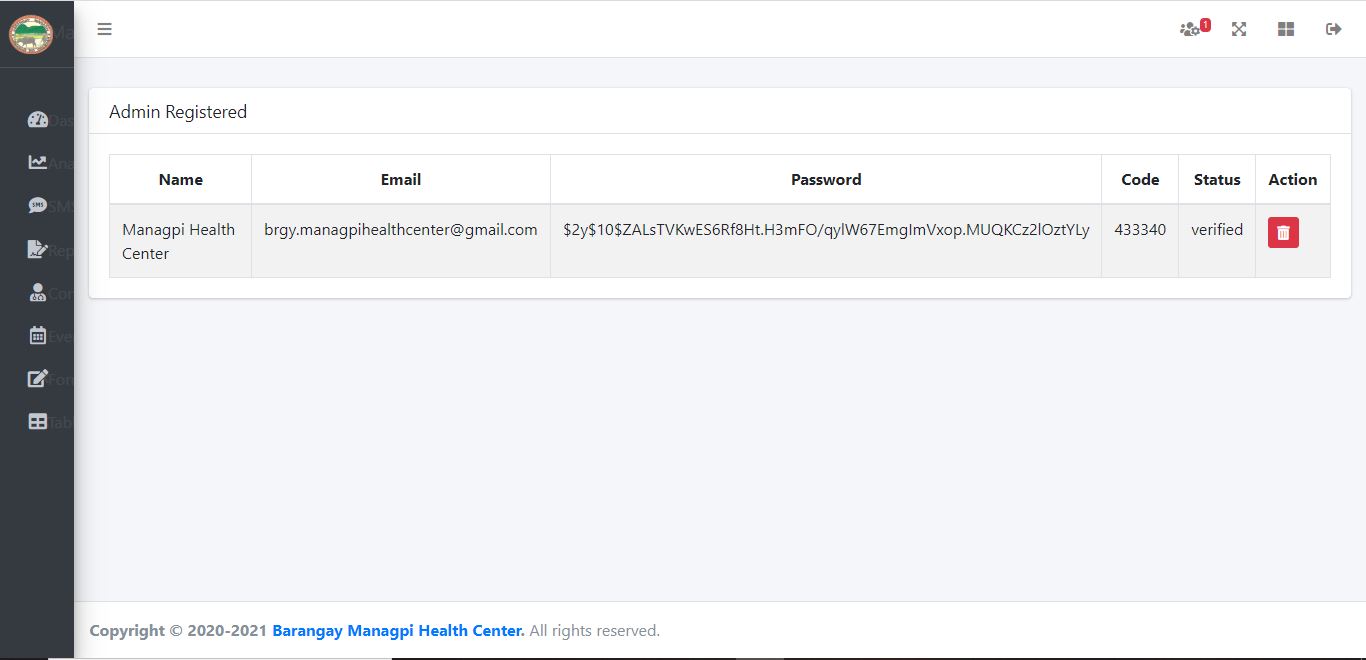 1
Admin Registered
Name Email Password Code Status Action
Managpi Health Center brgy.managpihealthcenter@gmail.com $2y$10$ZALsTVKwES6Rf8Ht.H3mFO/qylW67EmgImVxop.MUQKCz2lOztYLy 433340 verified
Ma
Das
Ana
SMS
Rep
Con
Eve
For
Tab
Copyright © 2020-2021 Barangay Managpi Health Center. All rights reserved.